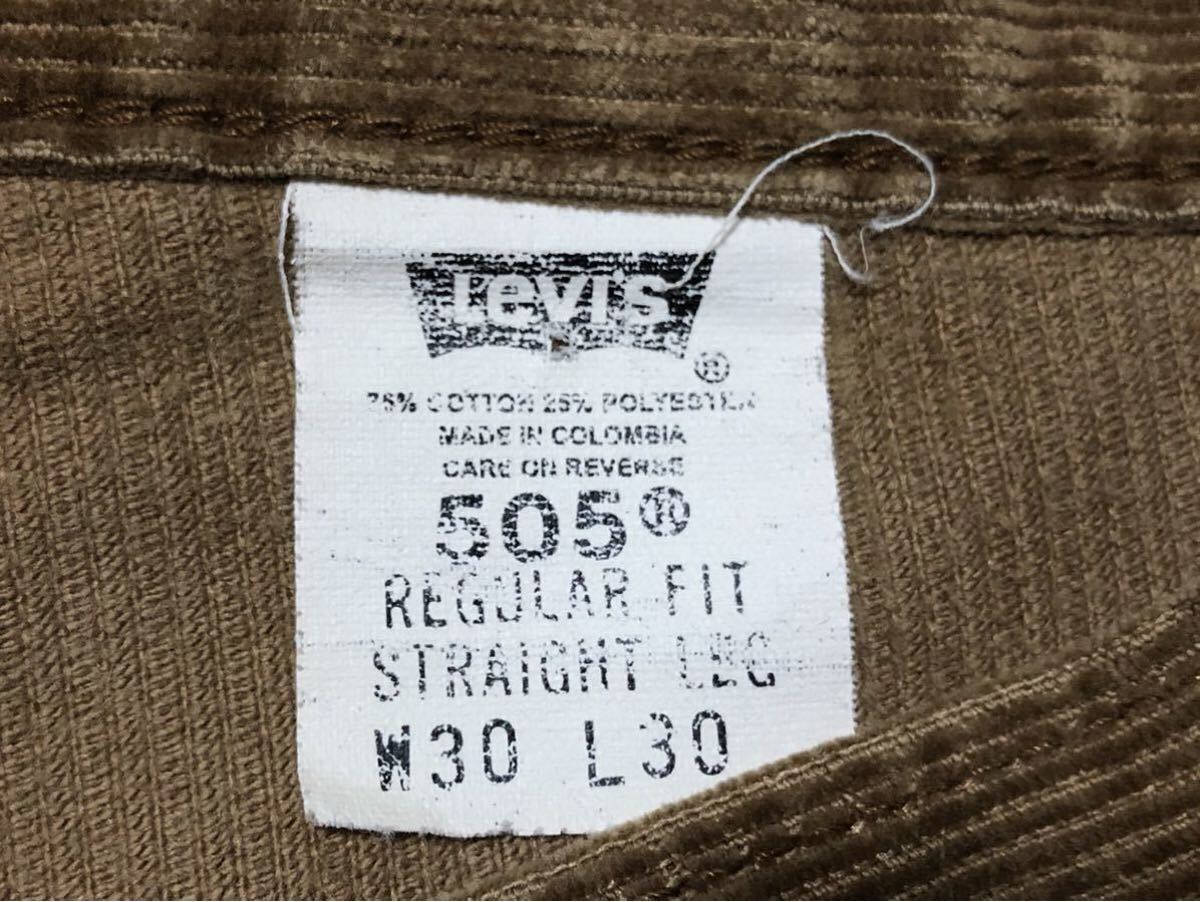 Levi's
®
75% COTTON 25% POLYESTER
MADE IN COLOMBIA
CARE ON REVERSE
505®
REGULAR FIT
STRAIGHT LEG
W30 L30